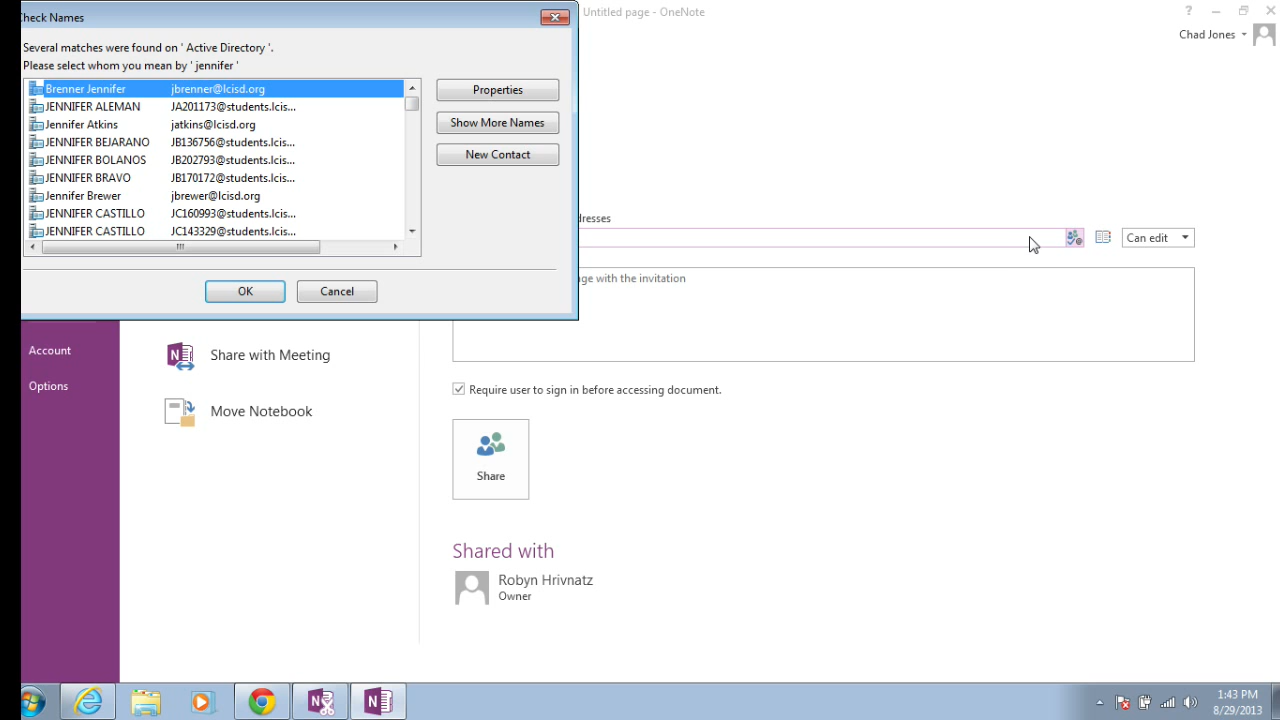 Check Names
Untitled page - OneNote
?
Chad Jones
Several matches were found on ' Active Directory '.
Please select whom you mean by ' jennifer '
Brenner Jennifer jbrenner@lcisd.org
JENNIFER ALEMAN JA201173@students.lcis...
Jennifer Atkins jatkins@lcisd.org
JENNIFER BEJARANO JB136756@students.lcis...
JENNIFER BOLANOS JB202793@students.lcis...
JENNIFER BRAVO JB170172@students.lcis...
Jennifer Brewer jbrewer@lcisd.org
JENNIFER CASTILLO JC160993@students.lcis...
JENNIFER CASTILLO JC143329@students.lcis...
Properties
Show More Names
New Contact
OK
Cancel
dresses
Can edit
ge with the invitation
Account
Options
Share with Meeting
Move Notebook
Require user to sign in before accessing document.
Share
Shared with
Robyn Hrivnatz
Owner
1:43 PM
8/29/2013